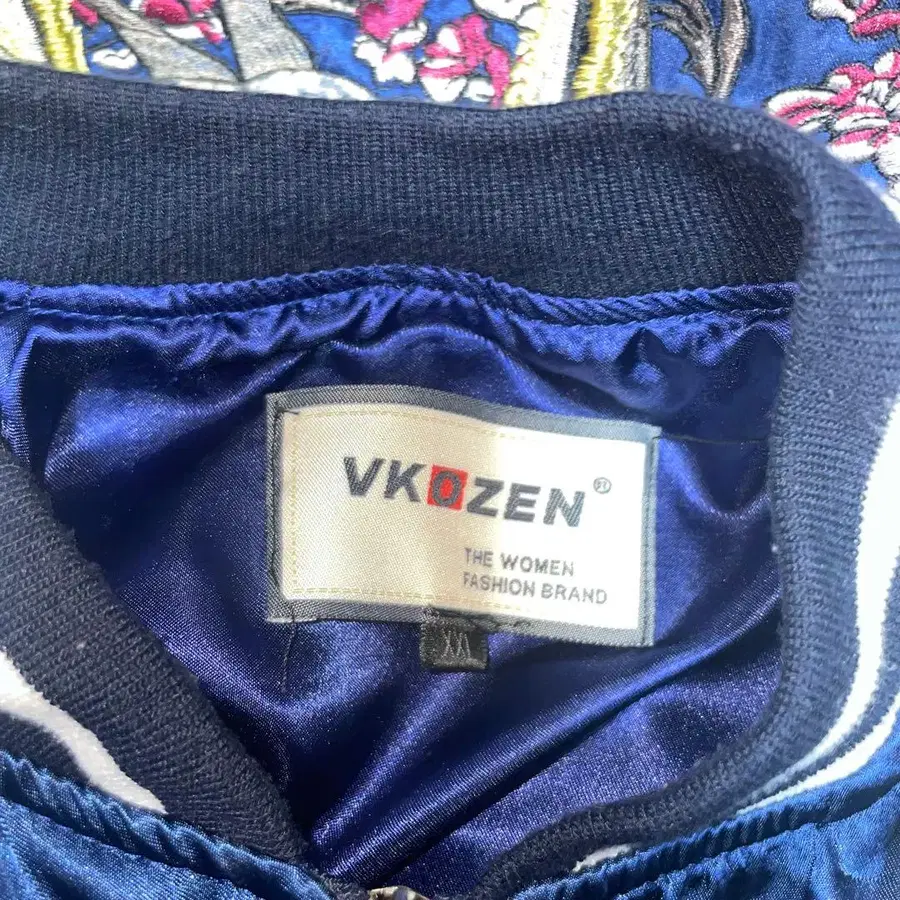 VKOZEN®
THE WOMEN
FASHION BRAND
XXL